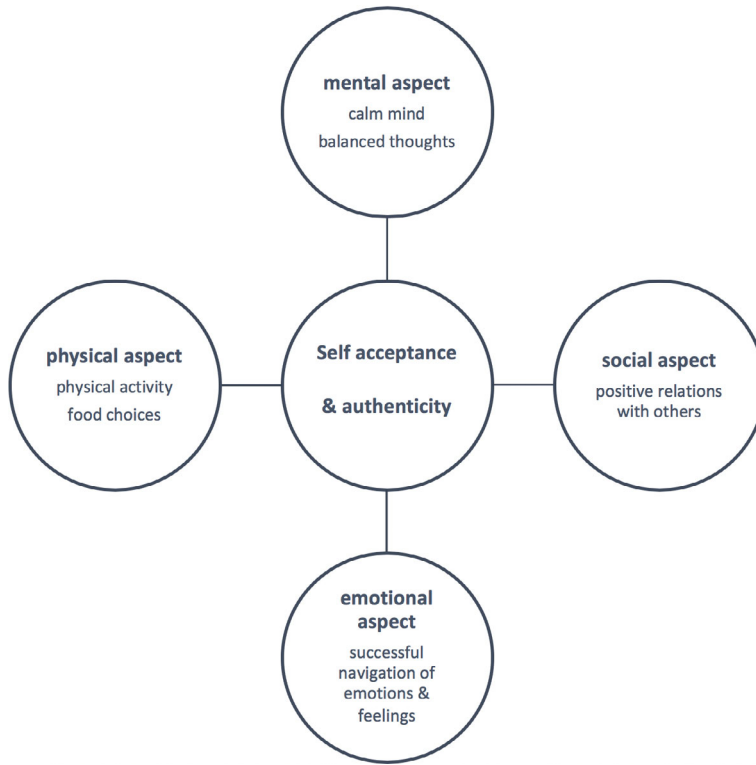 mental aspect
calm mind
balanced thoughts
physical aspect
physical activity
food choices
Self acceptance
& authenticity
social aspect
positive relations
with others
emotional
aspect
successful
navigation of
emotions &
feelings